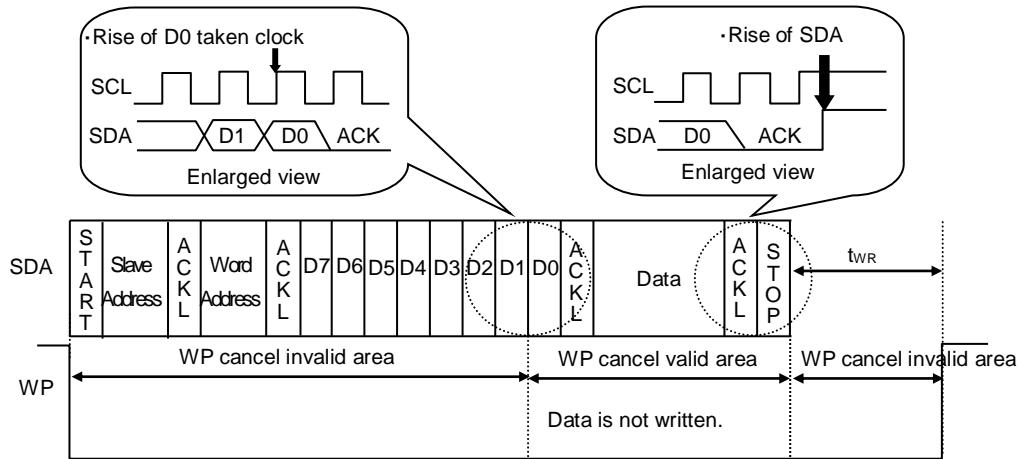 ・Rise of D0 taken clock
SCL
SDA D1 D0 ACK
Enlarged view
・Rise of SDA
SCL
SDA D0 ACK
Enlarged view
SDA
START
Slave
Address
ACKL
Word
Address
ACKL
D7 D6 D5 D4 D3 D2 D1 D0
ACKL
Data
ACKL
STOP
tWR
WP cancel invalid area WP cancel valid area WP cancel invalid area
WP
Data is not written.